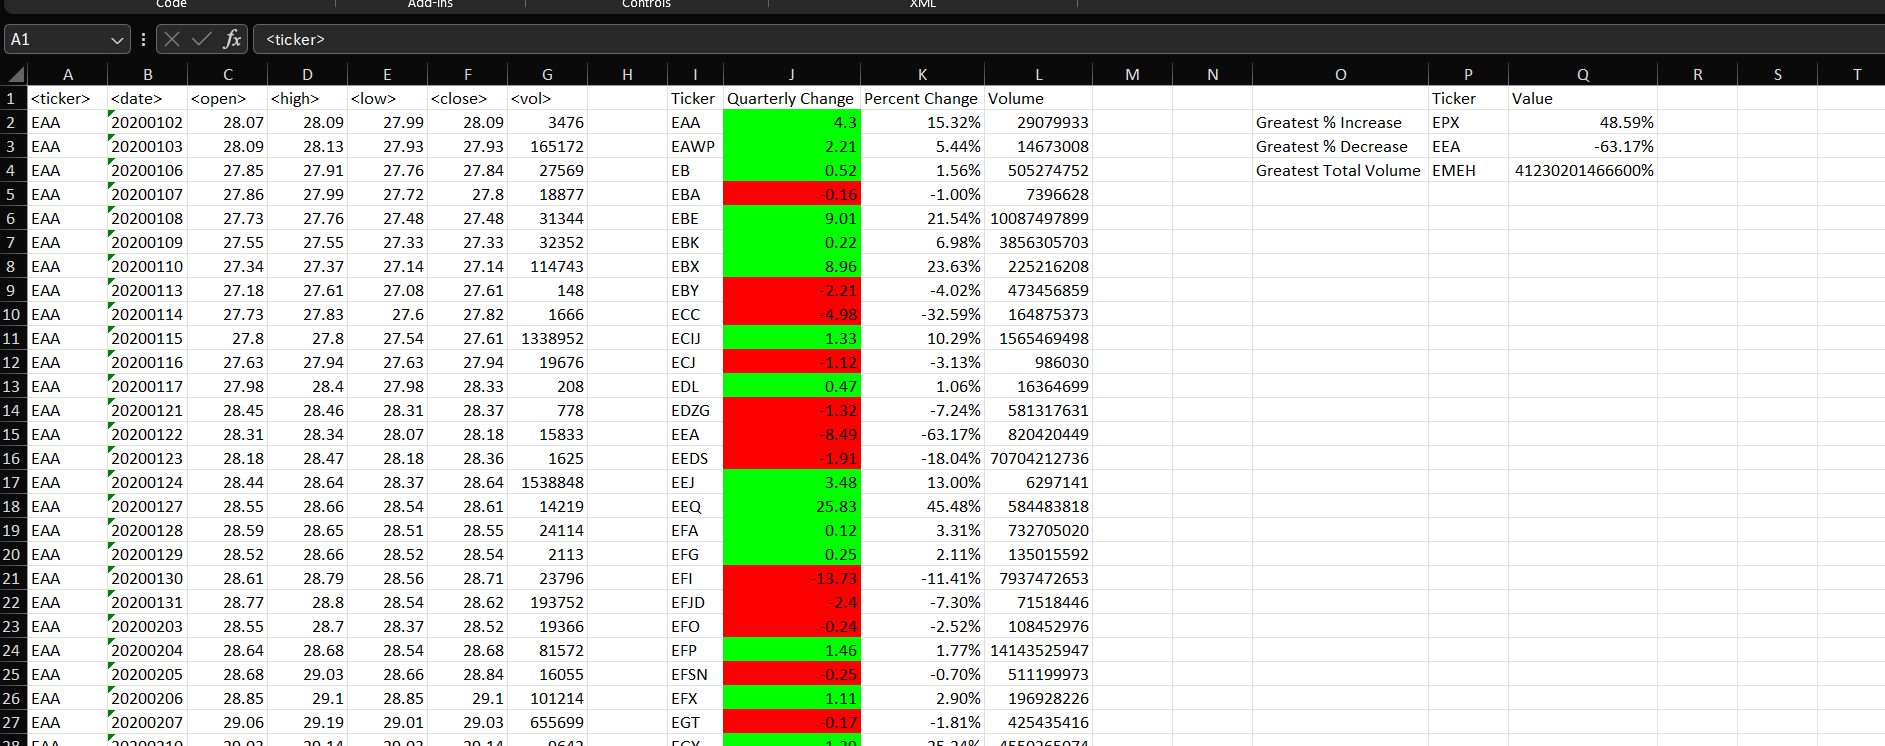 Code Add-ins Controls XML
A1 fx <ticker>
A B C D E F G H I J K L M N O P Q R S T
1 <ticker> <date> <open> <high> <low> <close> <vol> Ticker Quarterly Change Percent Change Volume Ticker Value
2 EAA 20200102 28.07 28.09 27.99 28.09 3476 EAA 4.3 15.32% 29079933 Greatest % Increase EPX 48.59%
3 EAA 20200103 28.09 28.13 27.93 27.93 165172 EAWP 2.21 5.44% 14673008 Greatest % Decrease EEA -63.17%
4 EAA 20200106 27.85 27.91 27.76 27.84 27569 EB 0.52 1.56% 505274752 Greatest Total Volume EMEH 41230201466600%
5 EAA 20200107 27.86 27.99 27.72 27.8 18877 EBA -0.16 -1.00% 7396628
6 EAA 20200108 27.73 27.76 27.48 27.48 31344 EBE 9.01 21.54% 10087497899
7 EAA 20200109 27.55 27.55 27.33 27.33 32352 EBK 0.22 6.98% 3856305703
8 EAA 20200110 27.34 27.37 27.14 27.14 114743 EBX 8.96 23.63% 225216208
9 EAA 20200113 27.18 27.61 27.08 27.61 148 EBY -2.21 -4.02% 473456859
10 EAA 20200114 27.73 27.83 27.6 27.82 1666 ECC -4.98 -32.59% 164875373
11 EAA 20200115 27.8 27.8 27.54 27.61 1338952 ECIJ 1.33 10.29% 1565469498
12 EAA 20200116 27.63 27.94 27.63 27.94 19676 ECJ -1.12 -3.13% 986030
13 EAA 20200117 27.98 28.4 27.98 28.33 208 EDL 0.47 1.06% 16364699
14 EAA 20200121 28.45 28.46 28.31 28.37 778 EDZG -1.32 -7.24% 581317631
15 EAA 20200122 28.31 28.34 28.07 28.18 15833 EEA -8.49 -63.17% 820420449
16 EAA 20200123 28.18 28.47 28.18 28.36 1625 EEDS -1.91 -18.04% 70704212736
17 EAA 20200124 28.44 28.64 28.37 28.64 1538848 EEJ 3.48 13.00% 6297141
18 EAA 20200127 28.55 28.66 28.54 28.61 14219 EEQ 25.83 45.48% 584483818
19 EAA 20200128 28.59 28.65 28.51 28.55 24114 EFA 0.12 3.31% 732705020
20 EAA 20200129 28.52 28.66 28.52 28.54 2113 EFG 0.25 2.11% 135015592
21 EAA 20200130 28.61 28.79 28.56 28.71 23796 EFI -13.73 -11.41% 7937472653
22 EAA 20200131 28.77 28.8 28.54 28.62 193752 EFJD -2.4 -7.30% 71518446
23 EAA 20200203 28.55 28.7 28.37 28.52 19366 EFO -0.24 -2.52% 108452976
24 EAA 20200204 28.64 28.68 28.54 28.68 81572 EFP 1.46 1.77% 14143525947
25 EAA 20200205 28.68 29.03 28.66 28.84 16055 EFSN -0.25 -0.70% 511199973
26 EAA 20200206 28.85 29.1 28.85 29.1 101214 EFX 1.11 2.90% 196928226
27 EAA 20200207 29.06 29.19 29.01 29.03 655699 EGT -0.17 -1.81% 425435416
28 EAA 20200210